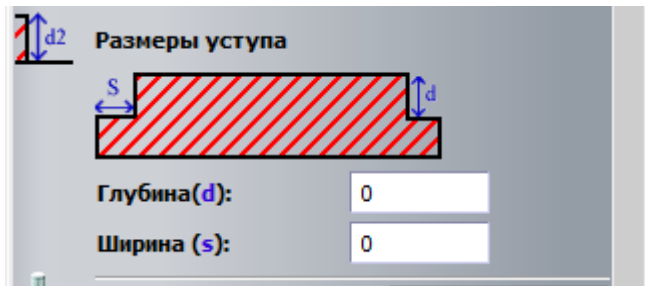 d2
Размеры уступа
S
d
Глубина(d): 0
Ширина (s): 0